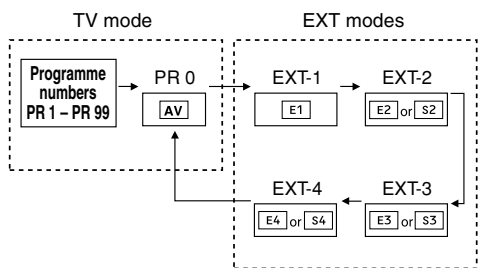 TV mode
EXT modes
Programme
numbers
PR 1 – PR 99
PR 0
AV
EXT-1
E1
EXT-2
E2 or S2
EXT-4
E4 or S4
EXT-3
E3 or S3